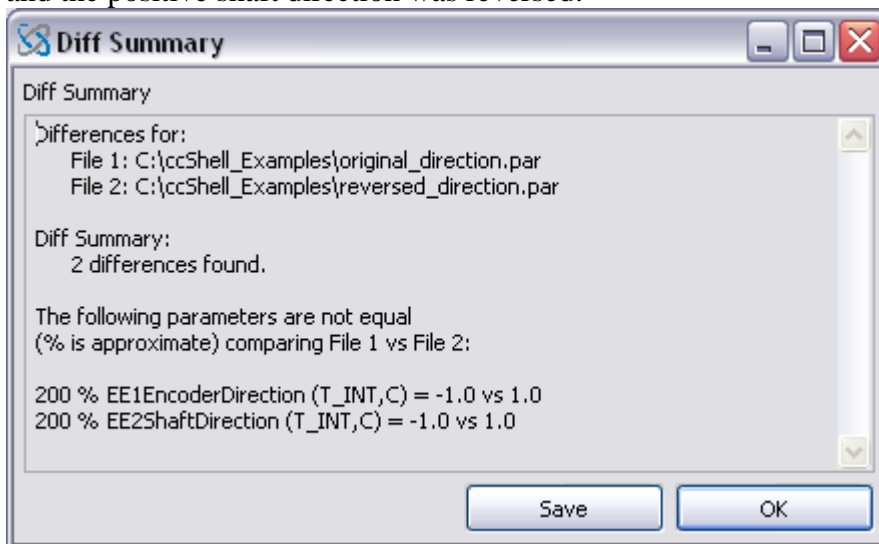 and the positive shaft direction was reversed.
Diff Summary
Diff Summary
Differences for:
File 1: C:\ccShell_Examples\original_direction.par
File 2: C:\ccShell_Examples\reversed_direction.par
Diff Summary:
2 differences found.
The following parameters are not equal
(% is approximate) comparing File 1 vs File 2:
200 % EE1EncoderDirection (T_INT,C) = -1.0 vs 1.0
200 % EE2ShaftDirection (T_INT,C) = -1.0 vs 1.0
Save OK